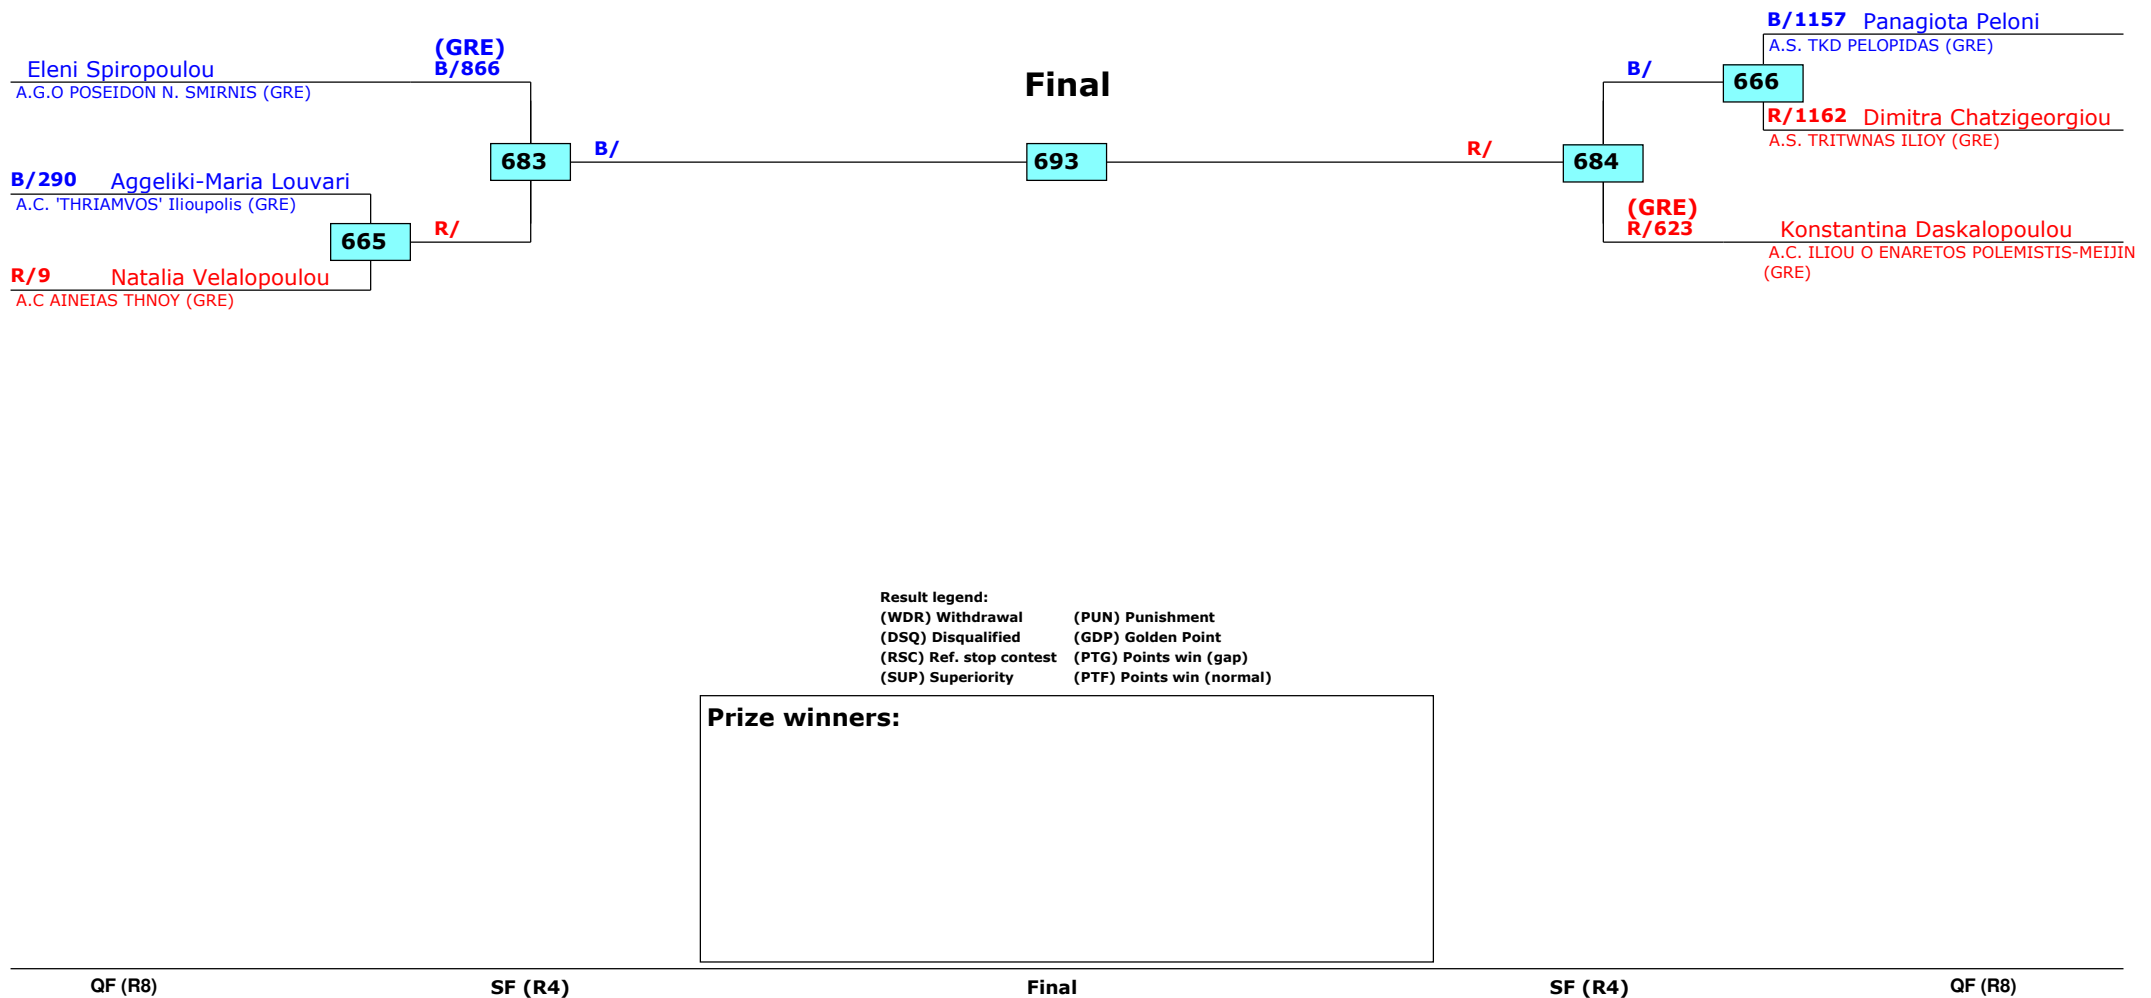 B/1157 Panagiota Peloni
A.S. TKD PELOPIDAS (GRE)
(GRE)
Eleni Spiropoulou B/866
A.G.O POSEIDON N. SMIRNIS (GRE)
Final
B/ 666
R/1162 Dimitra Chatzigeorgiou
A.S. TRITWNAS ILIOY (GRE)
683 B/ 693 R/ 684
B/290 Aggeliki-Maria Louvari
A.C. 'THRIAMVOS' Ilioupolis (GRE)
665 R/
(GRE)
R/623 Konstantina Daskalopoulou
A.C. ILIOU O ENARETOS POLEMISTIS-MEIJIN
(GRE)
R/9 Natalia Velalopoulou
A.C AINEIAS THNOY (GRE)
Result legend:
(WDR) Withdrawal (PUN) Punishment
(DSQ) Disqualified (GDP) Golden Point
(RSC) Ref. stop contest (PTG) Points win (gap)
(SUP) Superiority (PTF) Points win (normal)
Prize winners:
QF (R8) SF (R4) Final SF (R4) QF (R8)